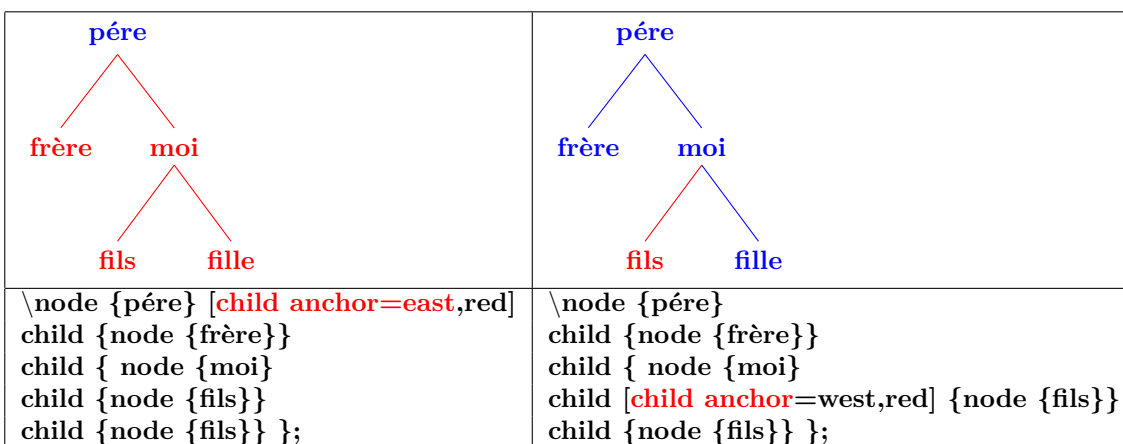 pére
frère moi
fils fille
\node {pére} [child anchor=east,red]
child {node {frère}}
child { node {moi}
child {node {fils}}
child {node {fils}} };
pére
frère moi
fils fille
\node {pére}
child {node {frère}}
child { node {moi}
child [child anchor=west,red] {node {fils}}
child {node {fils}} };